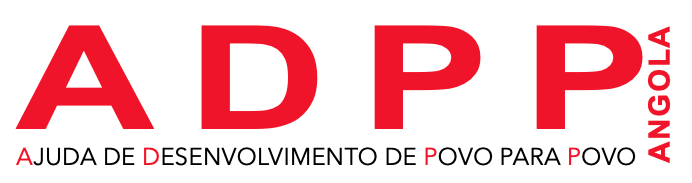 ADPP
ANGOLA
AJUDA DE DESENVOLVIMENTO DE POVO PARA POVO